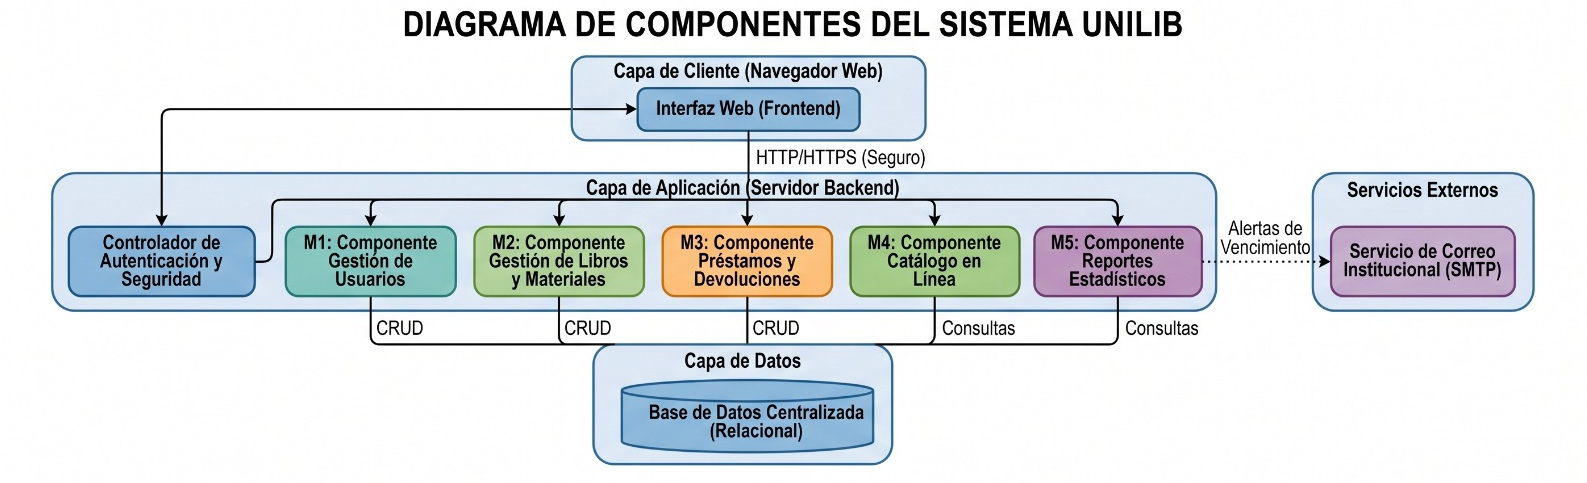 DIAGRAMA DE COMPONENTES DEL SISTEMA UNILIB
Capa de Cliente (Navegador Web)
Interfaz Web (Frontend)
HTTP/HTTPS (Seguro)
Capa de Aplicación (Servidor Backend)
Controlador de
Autenticación y
Seguridad
M1: Componente
Gestión de
Usuarios
M2: Componente
Gestión de Libros
y Materiales
M3: Componente
Préstamos y
Devoluciones
M4: Componente
Catálogo en
Línea
M5: Componente
Reportes
Estadísticos
Alertas de
Vencimiento
Servicios Externos
Servicio de Correo
Institucional (SMTP)
CRUD
CRUD
CRUD
Consultas
Consultas
Capa de Datos
Base de Datos Centralizada
(Relacional)